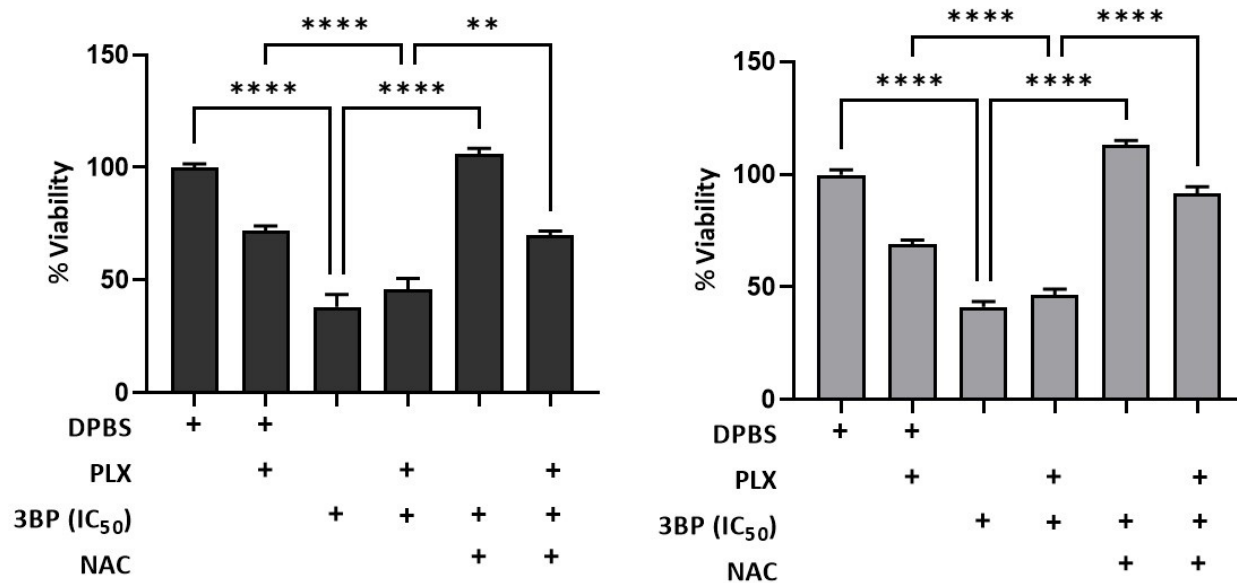 **** **
**** ****
150
100
50
0
% Viability
DPBS + +
PLX + + +
3BP (IC50) + + + +
NAC + +
**** ****
**** ****
150
100
50
0
% Viability
DPBS + +
PLX + + +
3BP (IC50) + + + +
NAC + +